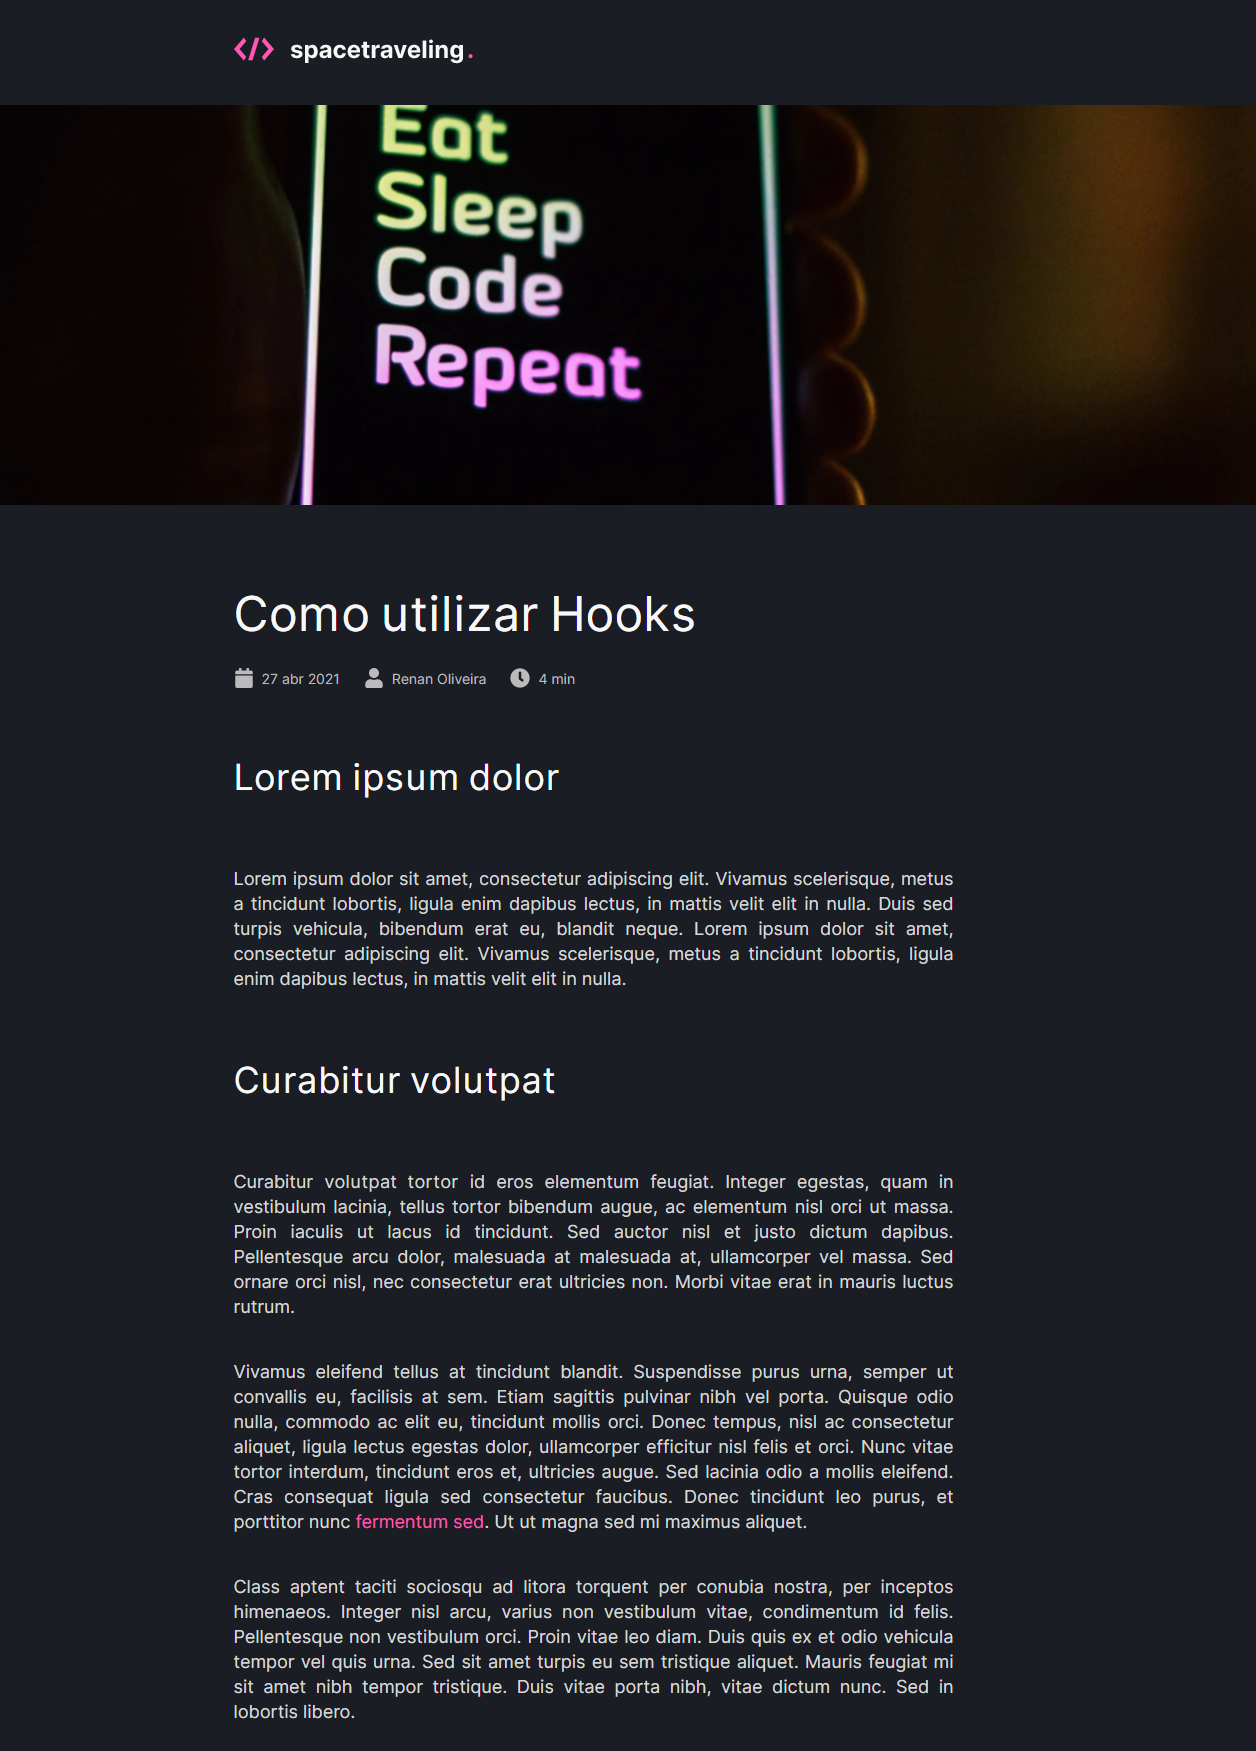 </> spacetraveling.
Eat
Sleep
Code
Repeat
Como utilizar Hooks
27 abr 2021 Renan Oliveira 4 min
Lorem ipsum dolor
Lorem ipsum dolor sit amet, consectetur adipiscing elit. Vivamus scelerisque, metus
a tincidunt lobortis, ligula enim dapibus lectus, in mattis velit elit in nulla. Duis sed
turpis vehicula, bibendum erat eu, blandit neque. Lorem ipsum dolor sit amet,
consectetur adipiscing elit. Vivamus scelerisque, metus a tincidunt lobortis, ligula
enim dapibus lectus, in mattis velit elit in nulla.
Curabitur volutpat
Curabitur volutpat tortor id eros elementum feugiat. Integer egestas, quam in
vestibulum lacinia, tellus tortor bibendum augue, ac elementum nisl orci ut massa.
Proin iaculis ut lacus id tincidunt. Sed auctor nisl et justo dictum dapibus.
Pellentesque arcu dolor, malesuada at malesuada at, ullamcorper vel massa. Sed
ornare orci nisl, nec consectetur erat ultricies non. Morbi vitae erat in mauris luctus
rutrum.
Vivamus eleifend tellus at tincidunt blandit. Suspendisse purus urna, semper ut
convallis eu, facilisis at sem. Etiam sagittis pulvinar nibh vel porta. Quisque odio
nulla, commodo ac elit eu, tincidunt mollis orci. Donec tempus, nisl ac consectetur
aliquet, ligula lectus egestas dolor, ullamcorper efficitur nisl felis et orci. Nunc vitae
tortor interdum, tincidunt eros et, ultricies augue. Sed lacinia odio a mollis eleifend.
Cras consequat ligula sed consectetur faucibus. Donec tincidunt leo purus, et
porttitor nunc fermentum sed. Ut ut magna sed mi maximus aliquet.
Class aptent taciti sociosqu ad litora torquent per conubia nostra, per inceptos
himenaeos. Integer nisl arcu, varius non vestibulum vitae, condimentum id felis.
Pellentesque non vestibulum orci. Proin vitae leo diam. Duis quis ex et odio vehicula
tempor vel quis urna. Sed sit amet turpis eu sem tristique aliquet. Mauris feugiat mi
sit amet nibh tempor tristique. Duis vitae porta nibh, vitae dictum nunc. Sed in
lobortis libero.